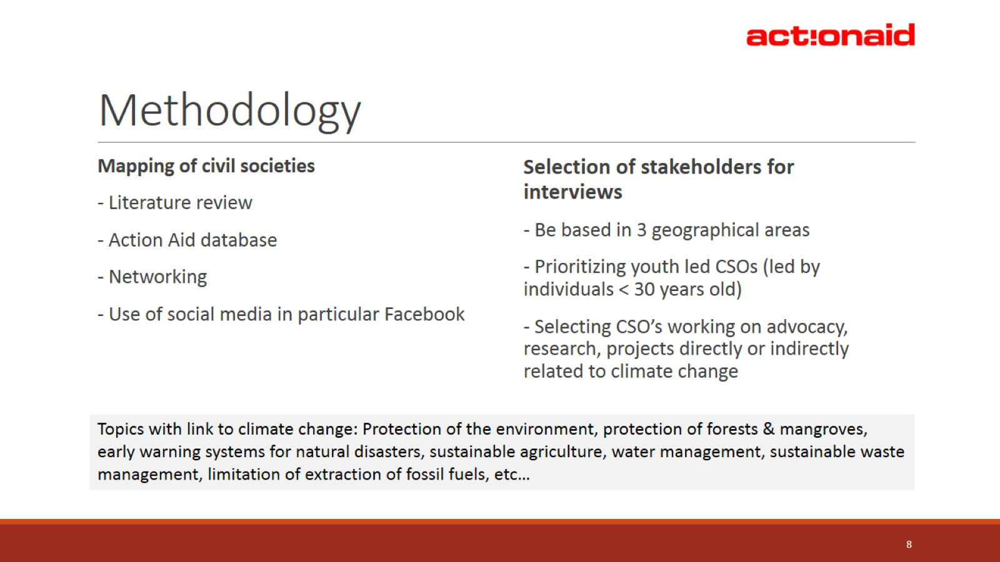 act!onaid
Methodology
Mapping of civil societies
- Literature review
- Action Aid database
- Networking
- Use of social media in particular Facebook
Selection of stakeholders for
interviews
- Be based in 3 geographical areas
- Prioritizing youth led CSOs (led by
individuals < 30 years old)
- Selecting CSO’s working on advocacy,
research, projects directly or indirectly
related to climate change
Topics with link to climate change: Protection of the environment, protection of forests & mangroves,
early warning systems for natural disasters, sustainable agriculture, water management, sustainable waste
management, limitation of extraction of fossil fuels, etc…
8